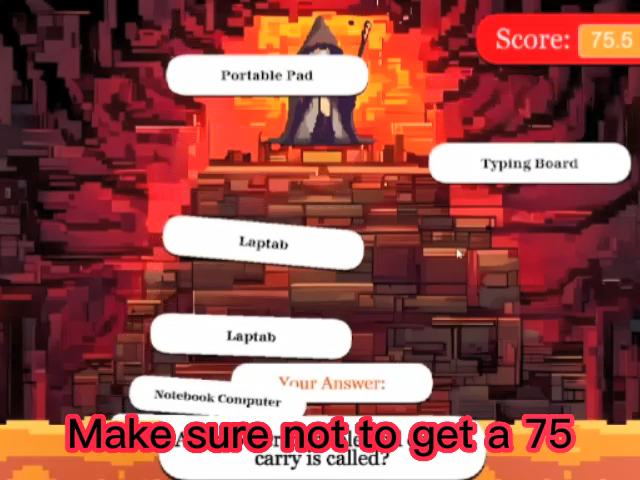 Score: 75.5
Portable Pad
Typing Board
Laptab
Laptab
Your Answer:
Notebook Computer
Make sure not to get a 75
carry is called?